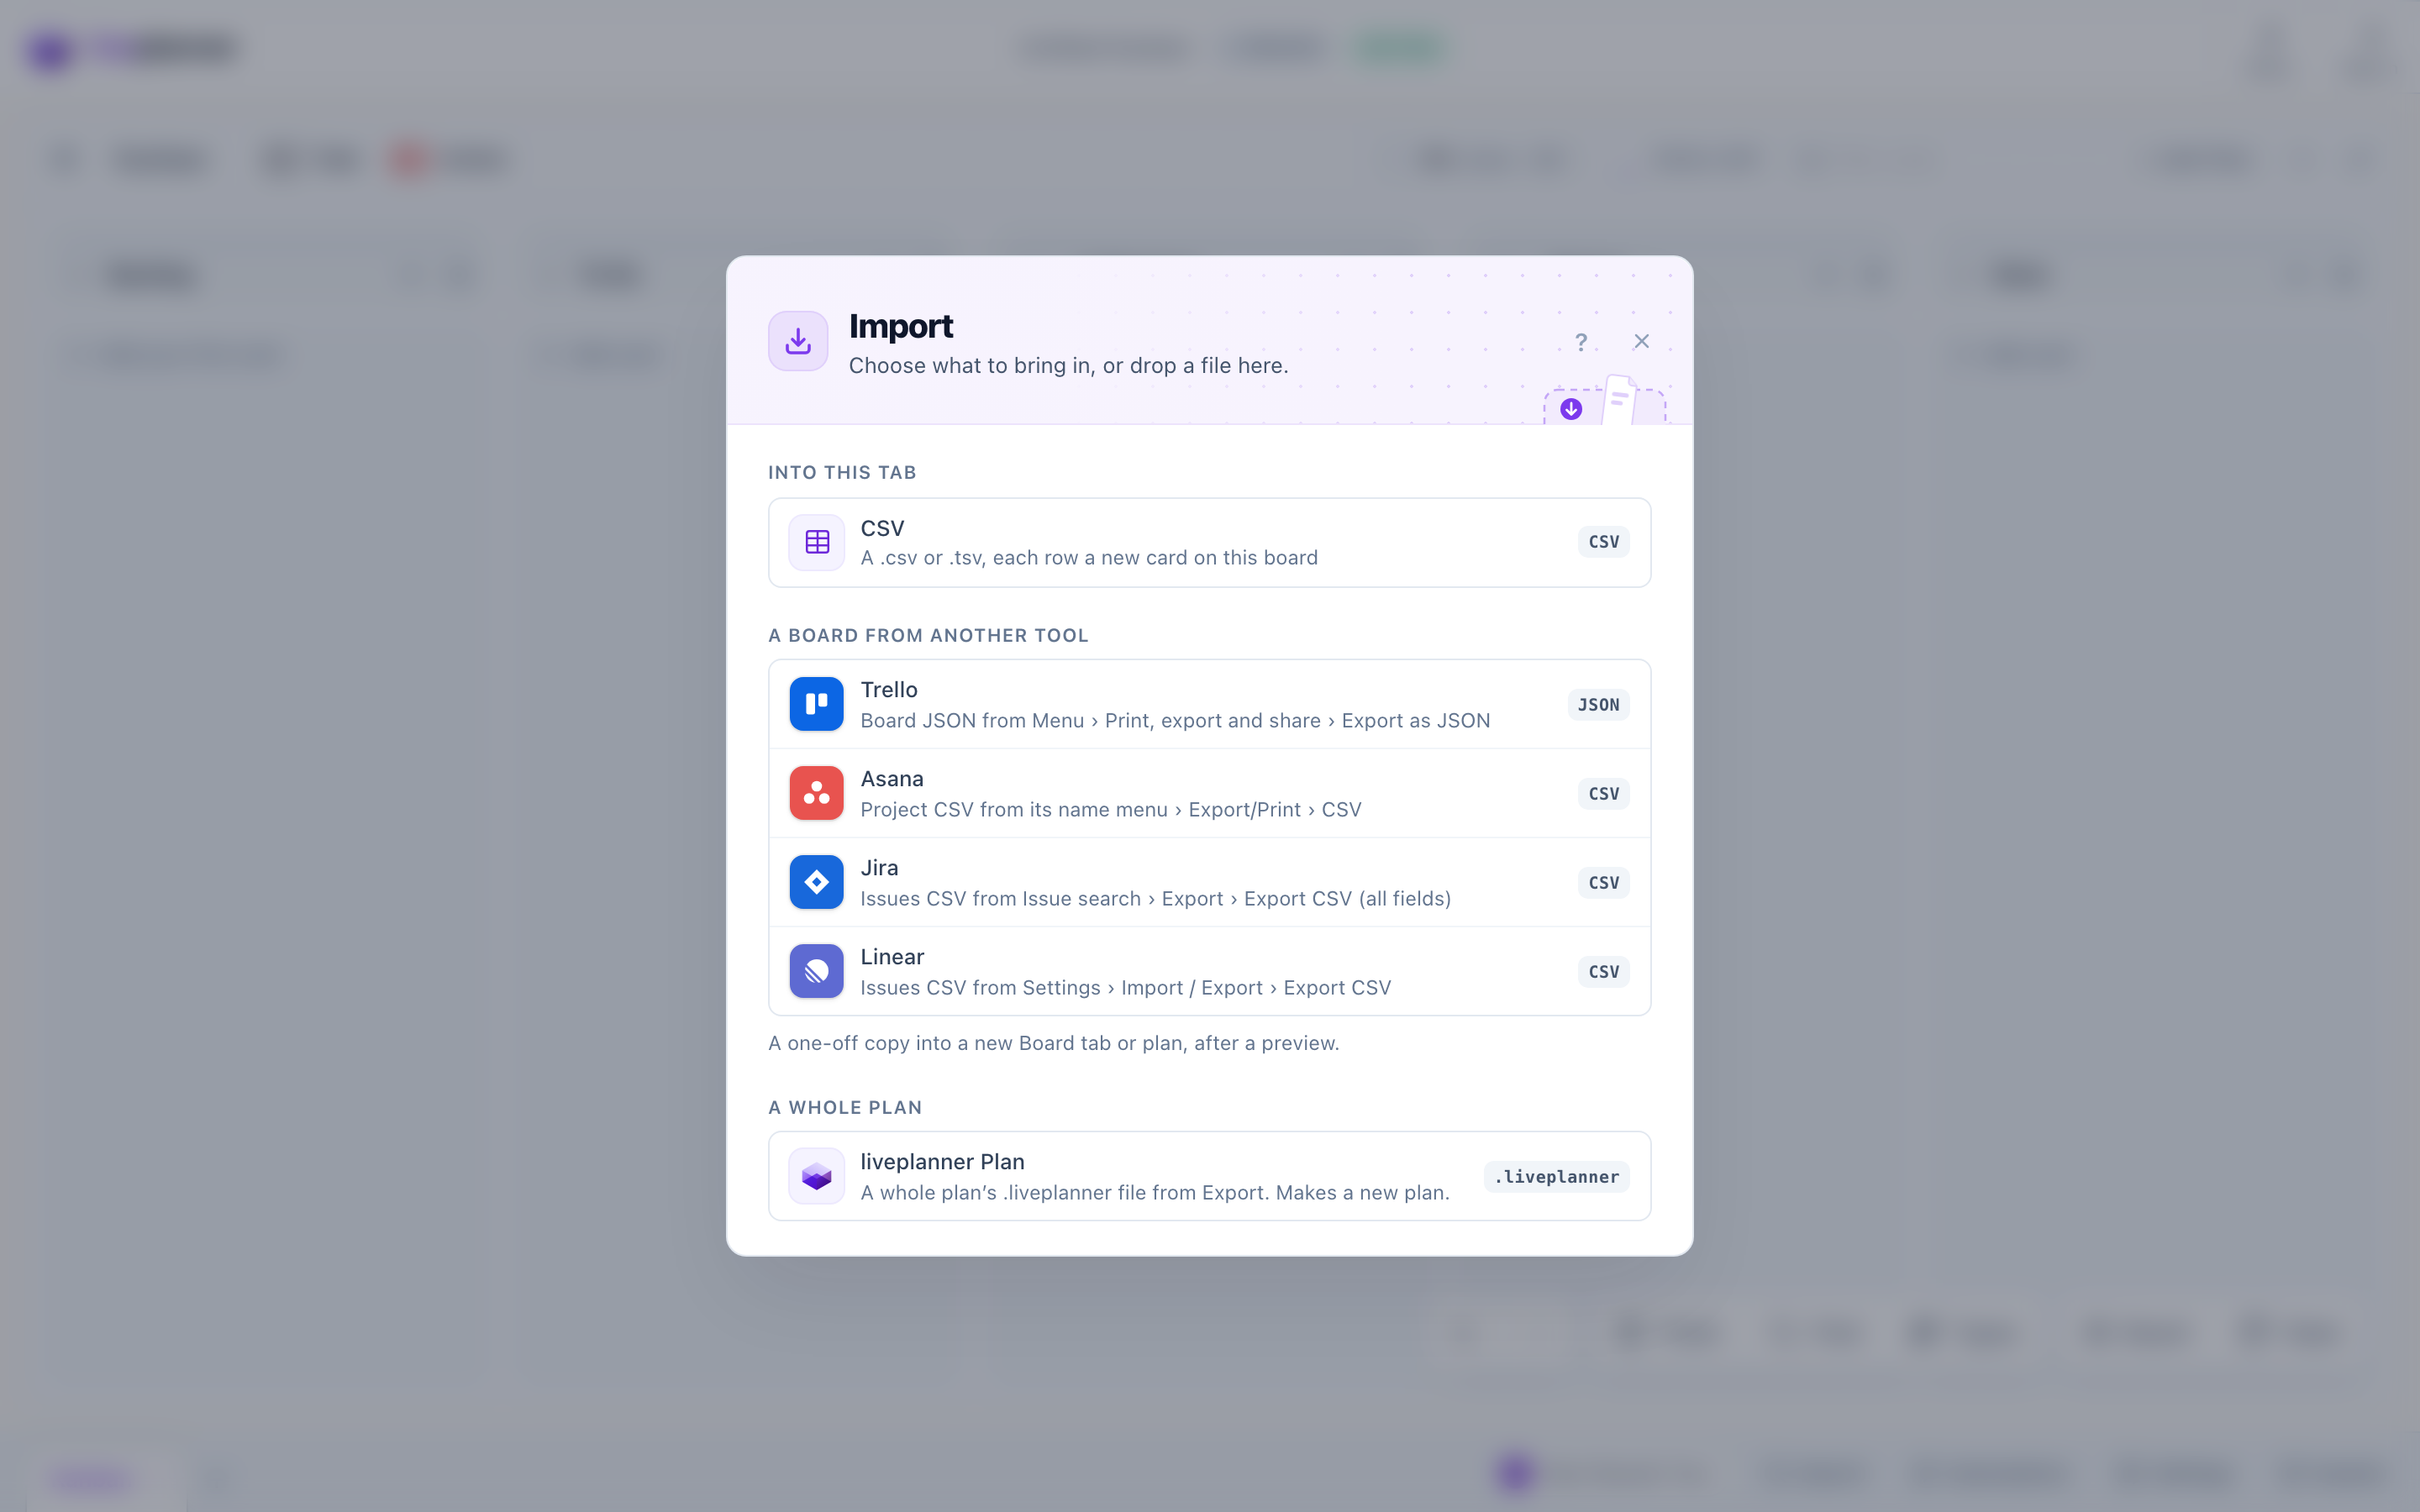 Import
Choose what to bring in, or drop a file here.
?
INTO THIS TAB
CSV
A .csv or .tsv, each row a new card on this board
CSV
A BOARD FROM ANOTHER TOOL
Trello
Board JSON from Menu › Print, export and share › Export as JSON
JSON
Asana
Project CSV from its name menu › Export/Print › CSV
CSV
Jira
Issues CSV from Issue search › Export › Export CSV (all fields)
CSV
Linear
Issues CSV from Settings › Import / Export › Export CSV
CSV
A one-off copy into a new Board tab or plan, after a preview.
A WHOLE PLAN
liveplanner Plan
A whole plan’s .liveplanner file from Export. Makes a new plan.
.liveplanner